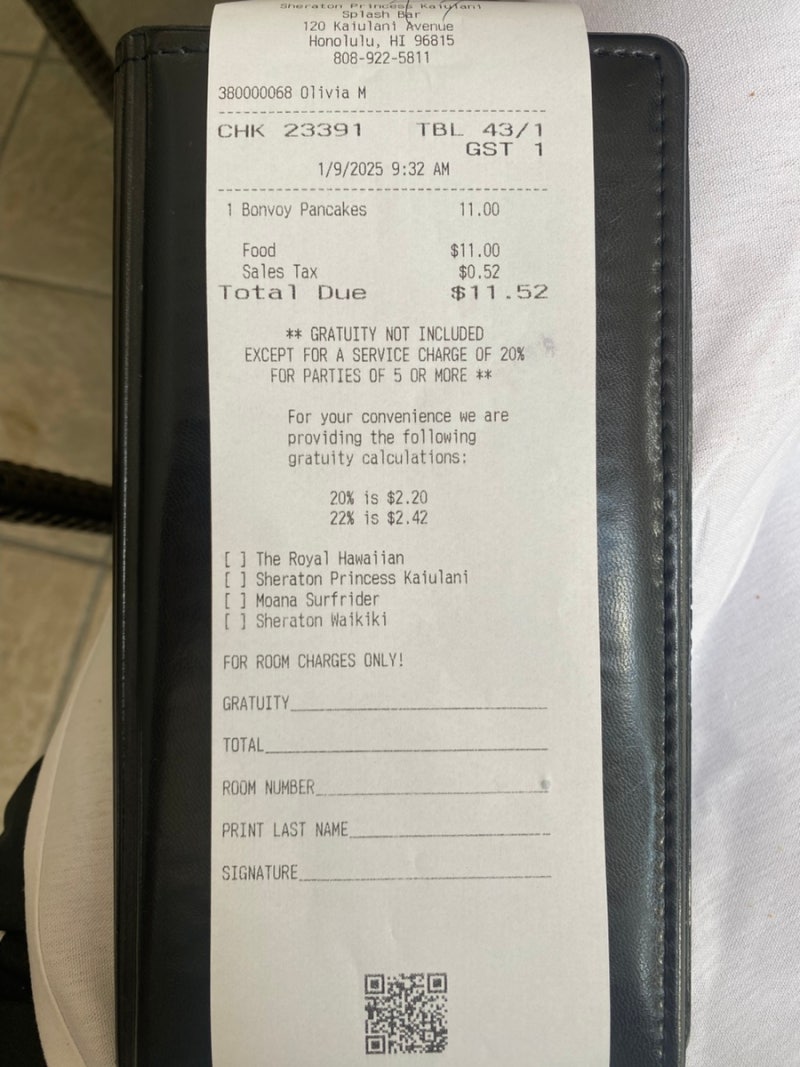 Sheraton Princess Kaiulani
Splash Bar
120 Kaiulani Avenue
Honolulu, HI 96815
808-922-5811
380000068 Olivia M
CHK 23391 TBL 43/1
GST 1
1/9/2025 9:32 AM
1 Bonvoy Pancakes 11.00
Food $11.00
Sales Tax $0.52
Total Due $11.52
** GRATUITY NOT INCLUDED
EXCEPT FOR A SERVICE CHARGE OF 20%
FOR PARTIES OF 5 OR MORE **
For your convenience we are
providing the following
gratuity calculations:
20% is $2.20
22% is $2.42
[ ] The Royal Hawaiian
[ ] Sheraton Princess Kaiulani
[ ] Moana Surfrider
[ ] Sheraton Waikiki
FOR ROOM CHARGES ONLY!
GRATUITY
TOTAL
ROOM NUMBER
PRINT LAST NAME
SIGNATURE